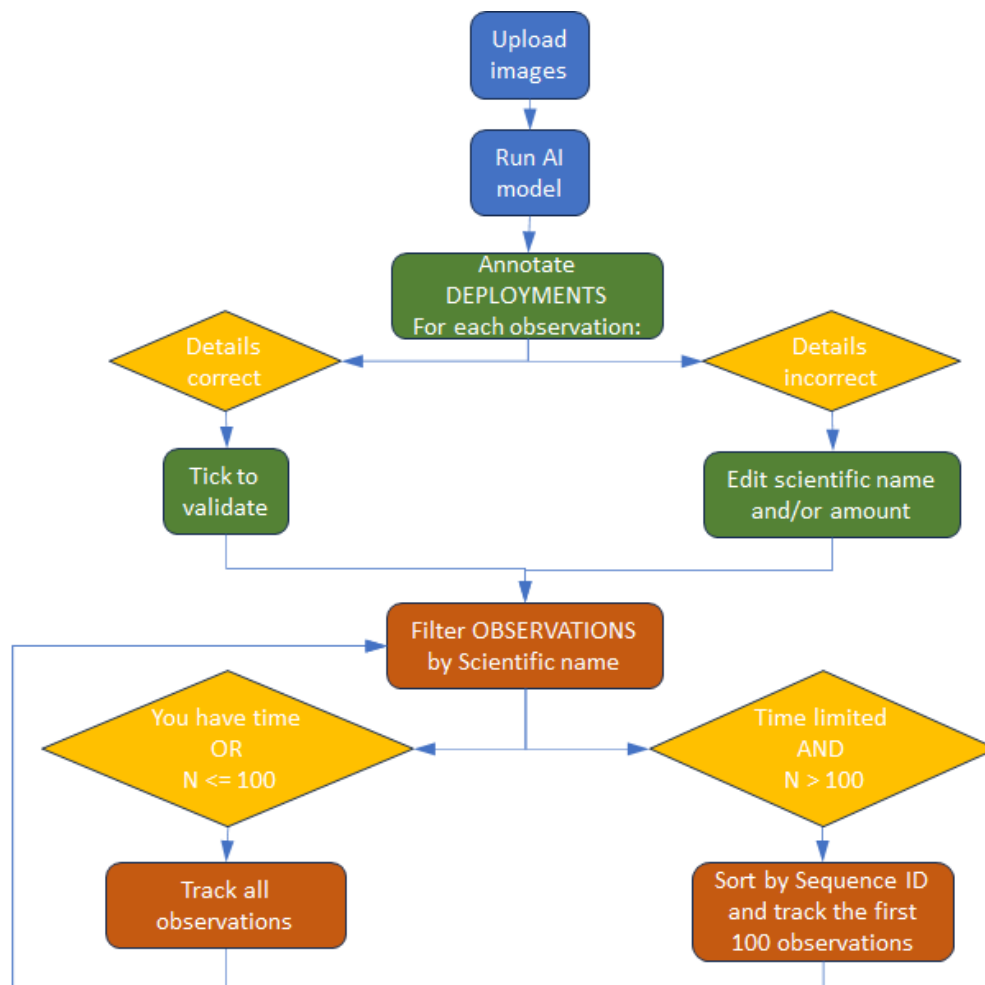 Upload
images
Run AI
model
Annotate
DEPLOYMENTS
For each observation:
Details
correct
Details
incorrect
Tick to
validate
Edit scientific name
and/or amount
Filter OBSERVATIONS
by Scientific name
You have time
OR
N <= 100
Time limited
AND
N > 100
Track all
observations
Sort by Sequence ID
and track the first
100 observations